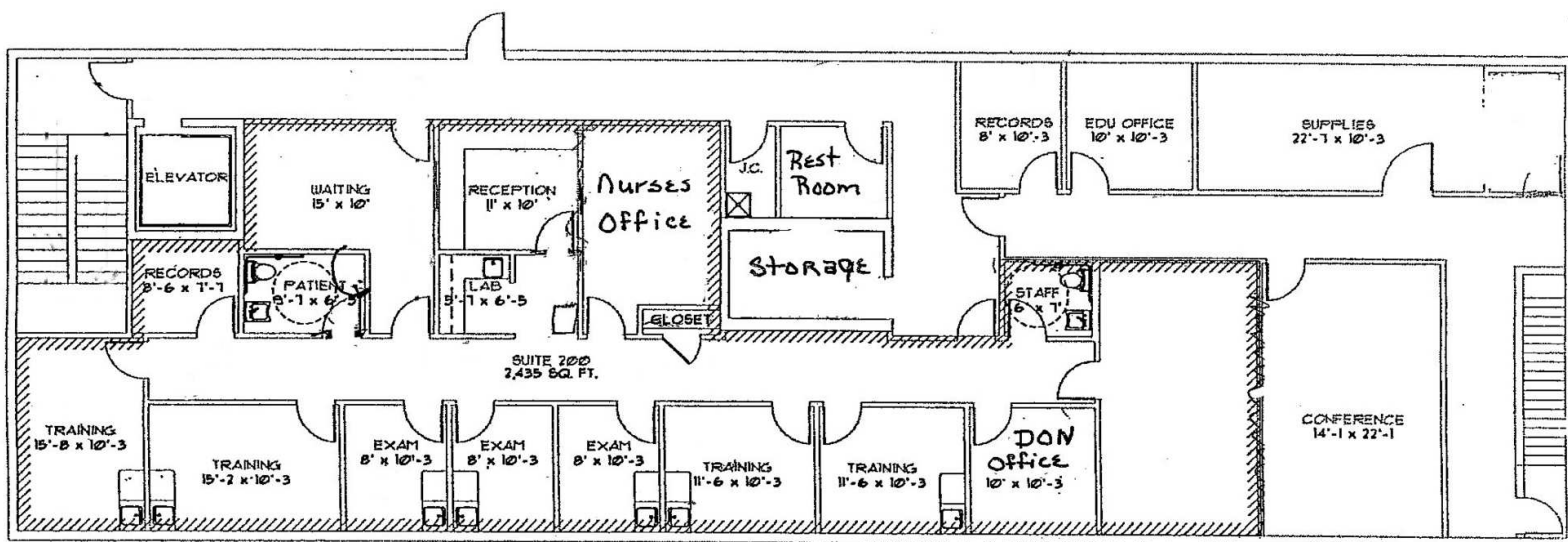 RECORDS
8' x 10'-3
EDU OFFICE
10' x 10'-3
SUPPLIES
22'-7 x 10'-3
ELEVATOR
WAITING
15' x 10'
RECEPTION
11' x 10'
Nurses
Office
J.C.
Rest
Room
Storage
RECORDS
8'-6 x 7'-7
PATIENT
8'-7 x 6'-5
LAB
5'-7 x 6'-5
CLOSET
STAFF
6' x 7'
SUITE 200
2,435 SQ. FT.
TRAINING
15'-8 x 10'-3
TRAINING
15'-2 x 10'-3
EXAM
8' x 10'-3
EXAM
8' x 10'-3
EXAM
8' x 10'-3
TRAINING
11'-6 x 10'-3
TRAINING
11'-6 x 10'-3
DON
Office
10' x 10'-3
CONFERENCE
14'-1 x 22'-1